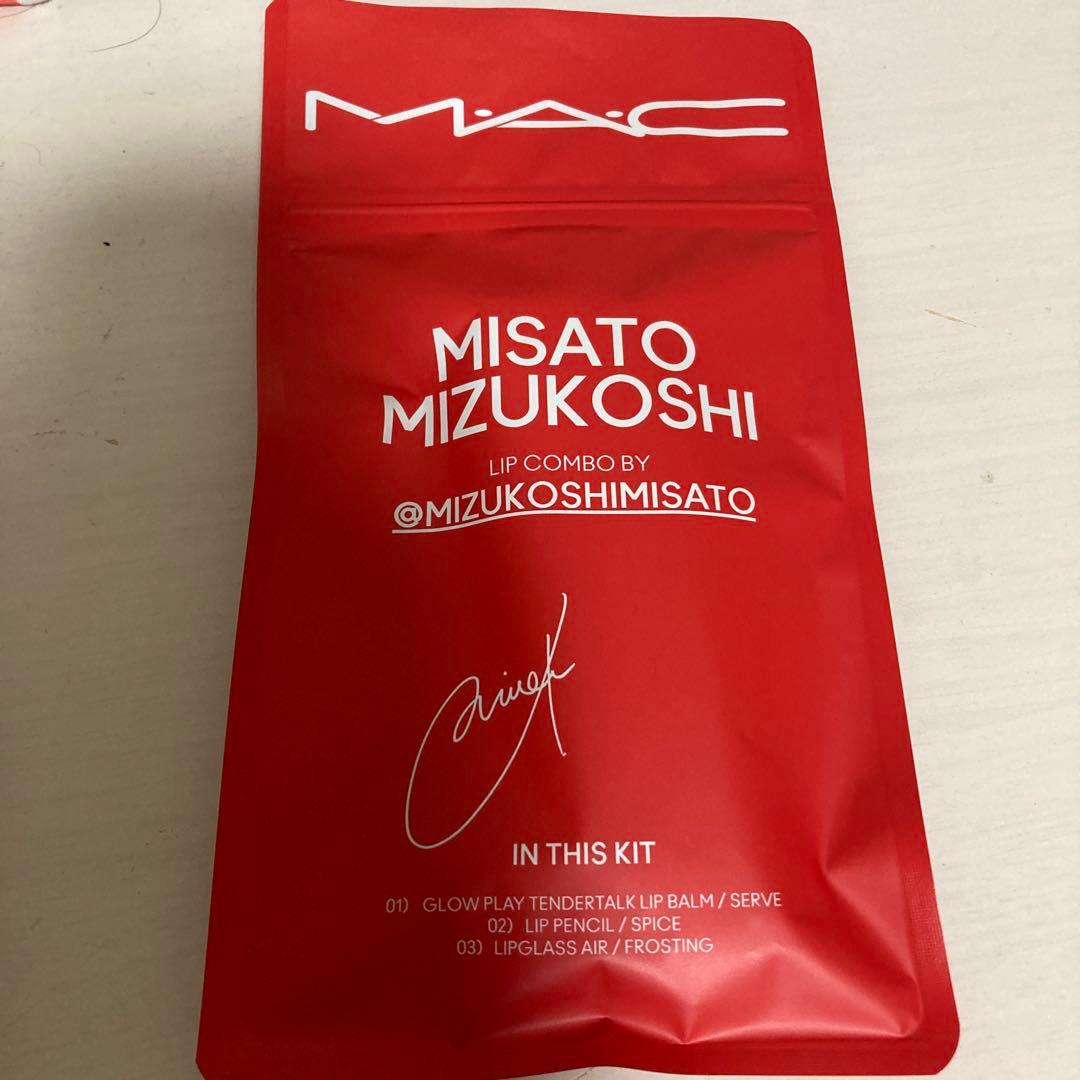 M·A·C
MISATO
MIZUKOSHI
LIP COMBO BY
@MIZUKOSHIMISATO
IN THIS KIT
01) GLOW PLAY TENDERTALK LIP BALM / SERVE
02) LIP PENCIL / SPICE
03) LIPGLASS AIR / FROSTING